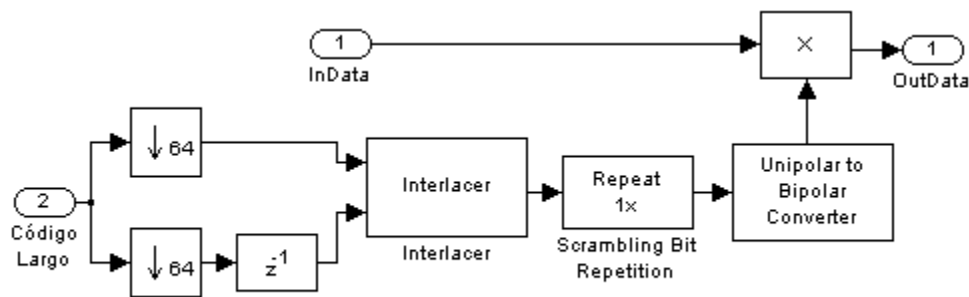 1
InData
×
1
OutData
↓ 64
2
Código
Largo
↓ 64
z-1
Interlacer
Interlacer
Repeat
1x
Scrambling Bit
Repetition
Unipolar to
Bipolar
Converter